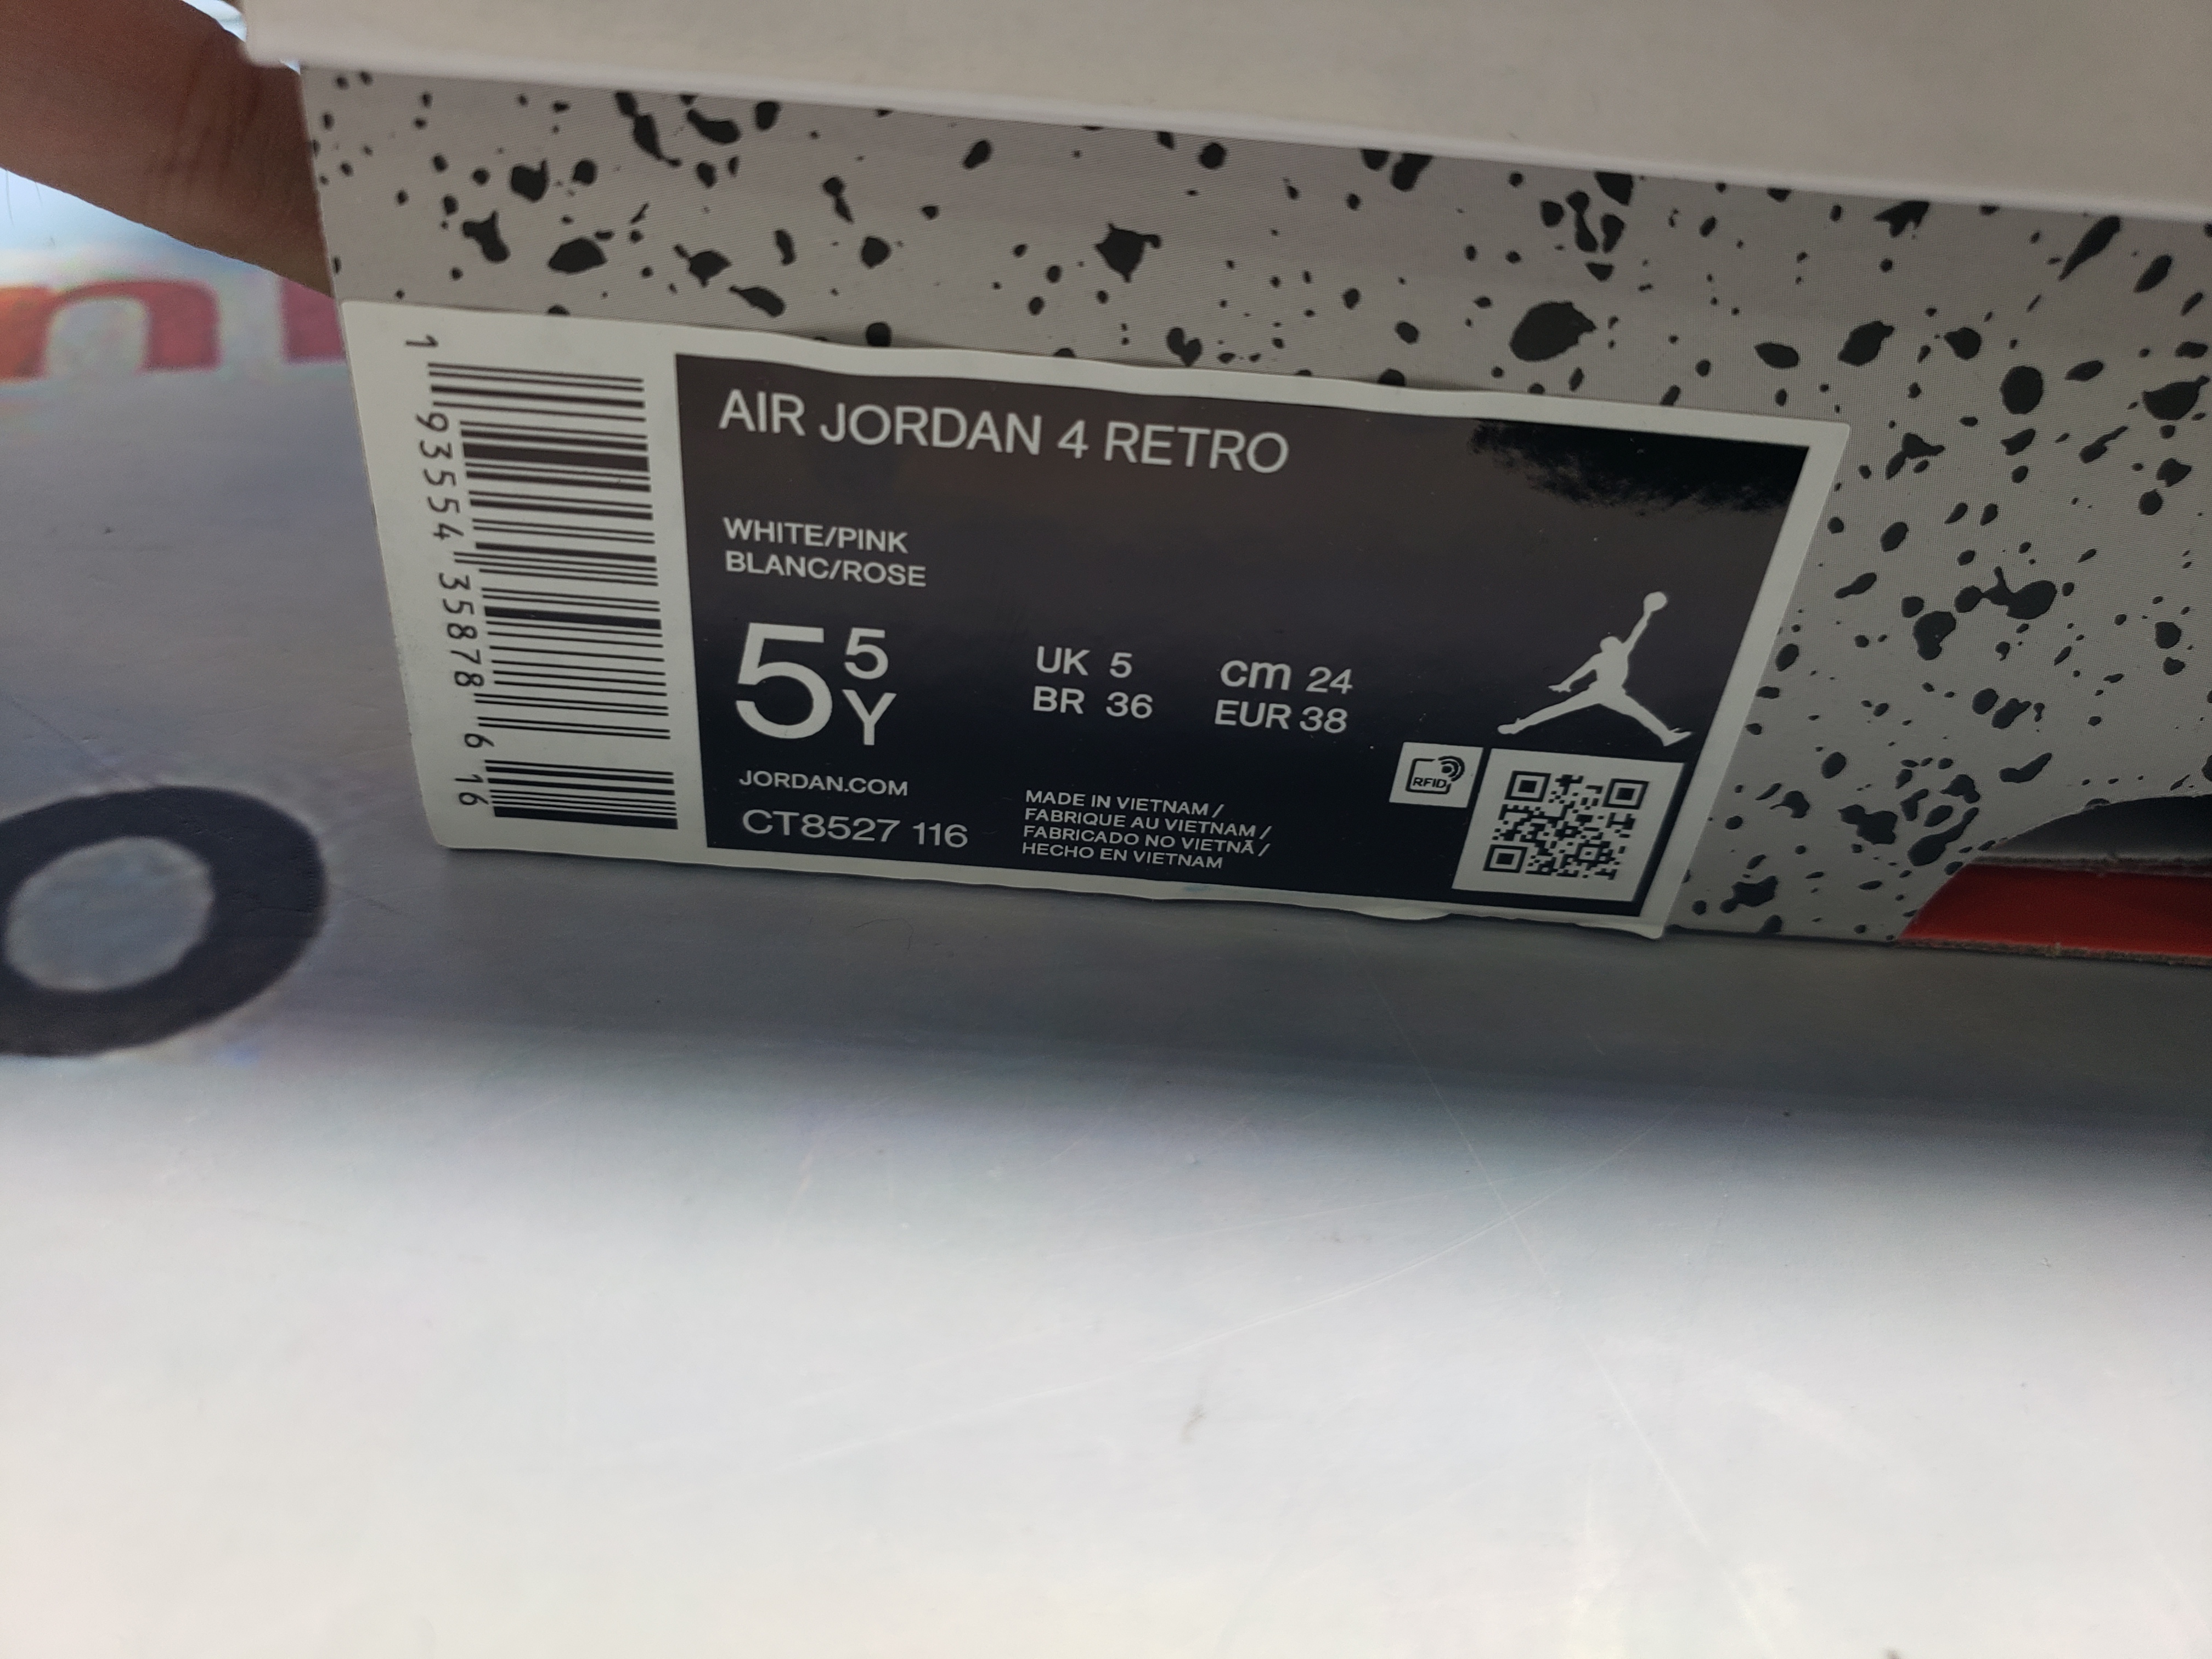 1 93554 35878 6 16
AIR JORDAN 4 RETRO
WHITE/PINK
BLANC/ROSE
5 5Y
UK 5
BR 36
cm 24
EUR 38
RFID
JORDAN.COM
CT8527 116
MADE IN VIETNAM /
FABRIQUE AU VIETNAM /
FABRICADO NO VIETNÃ /
HECHO EN VIETNAM